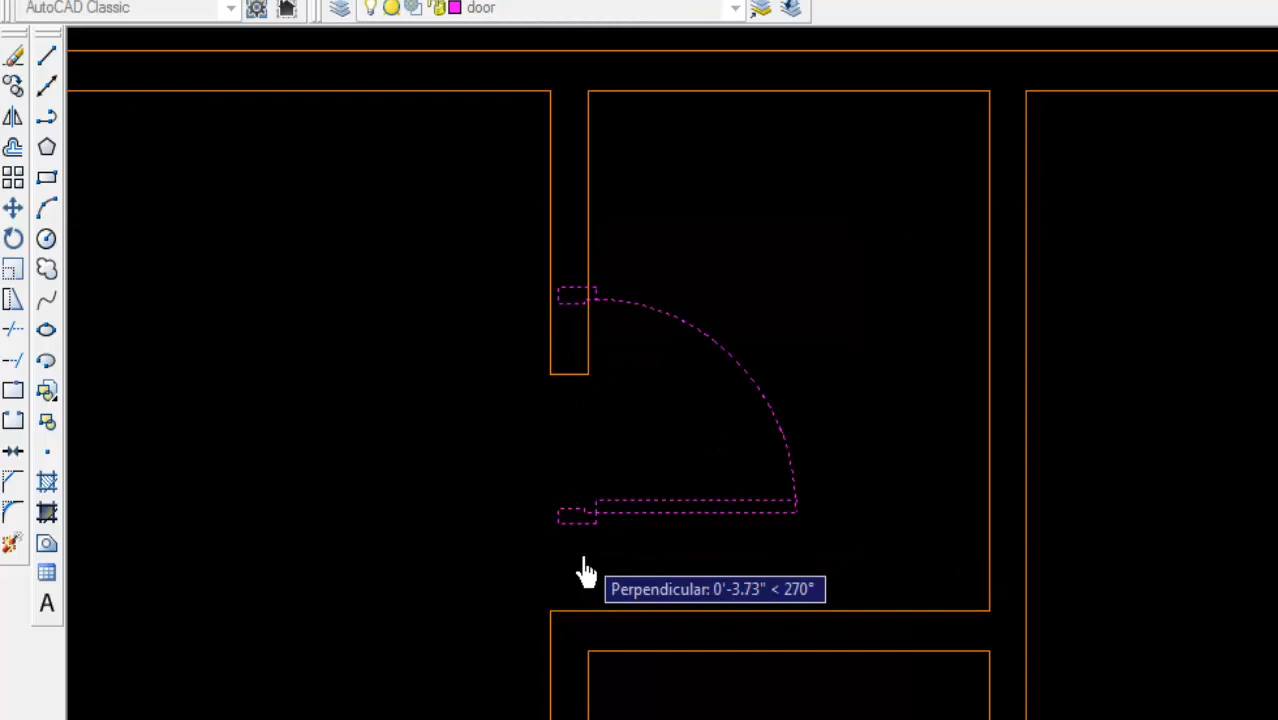 AutoCAD Classic
door
Perpendicular: 0'-3.73" < 270°
A